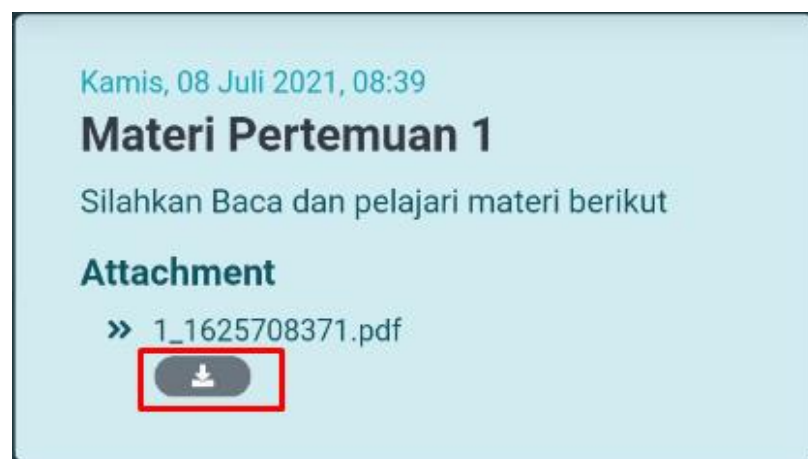 Kamis, 08 Juli 2021, 08:39
Materi Pertemuan 1
Silahkan Baca dan pelajari materi berikut
Attachment
1_1625708371.pdf